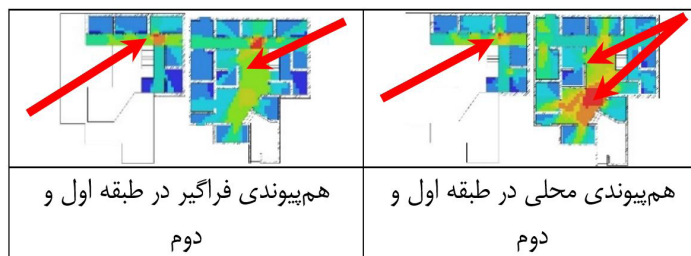 هم‌پیوندی محلی در طبقه اول و
دوم
هم‌پیوندی فراگیر در طبقه اول و
دوم